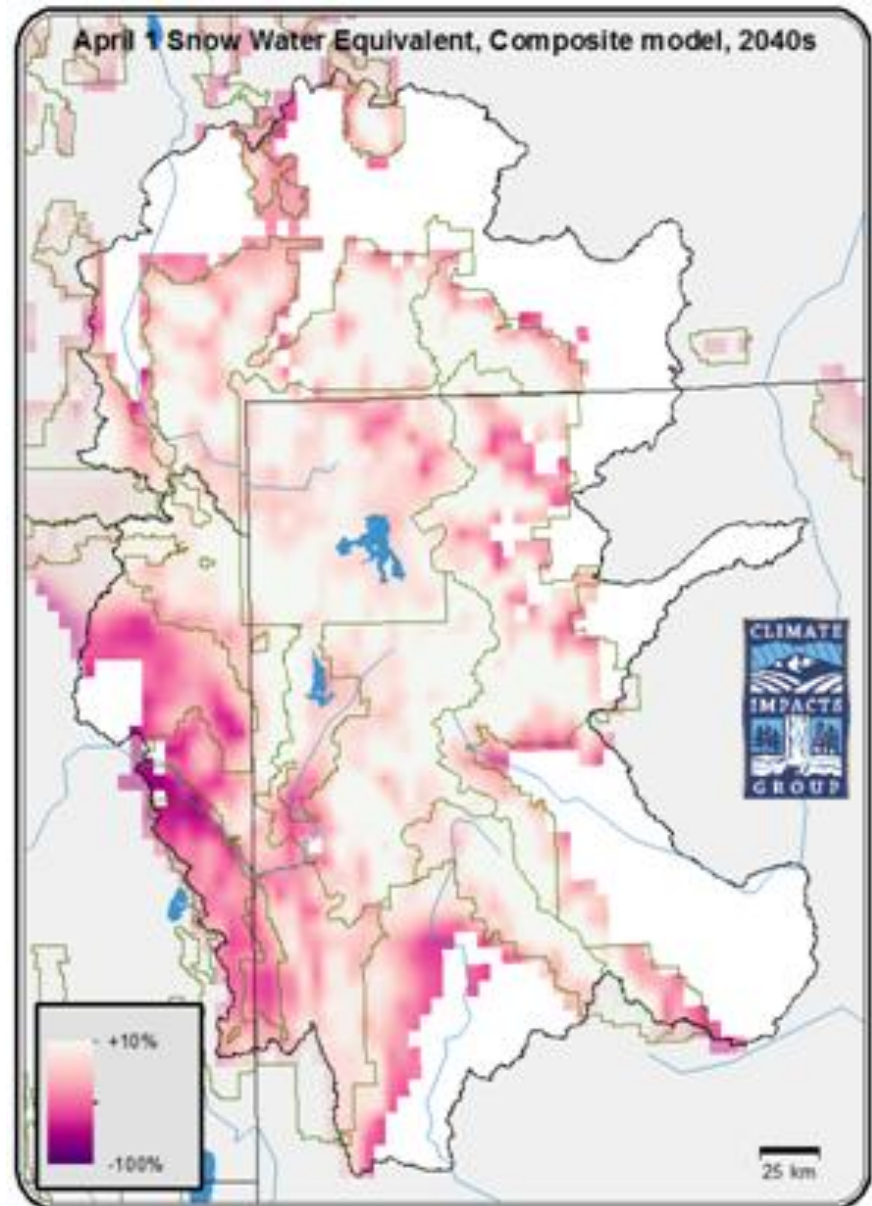 April 1 Snow Water Equivalent, Composite model, 2040s
CLIMATE
IMPACTS
GROUP
+10%
-100%
25 km